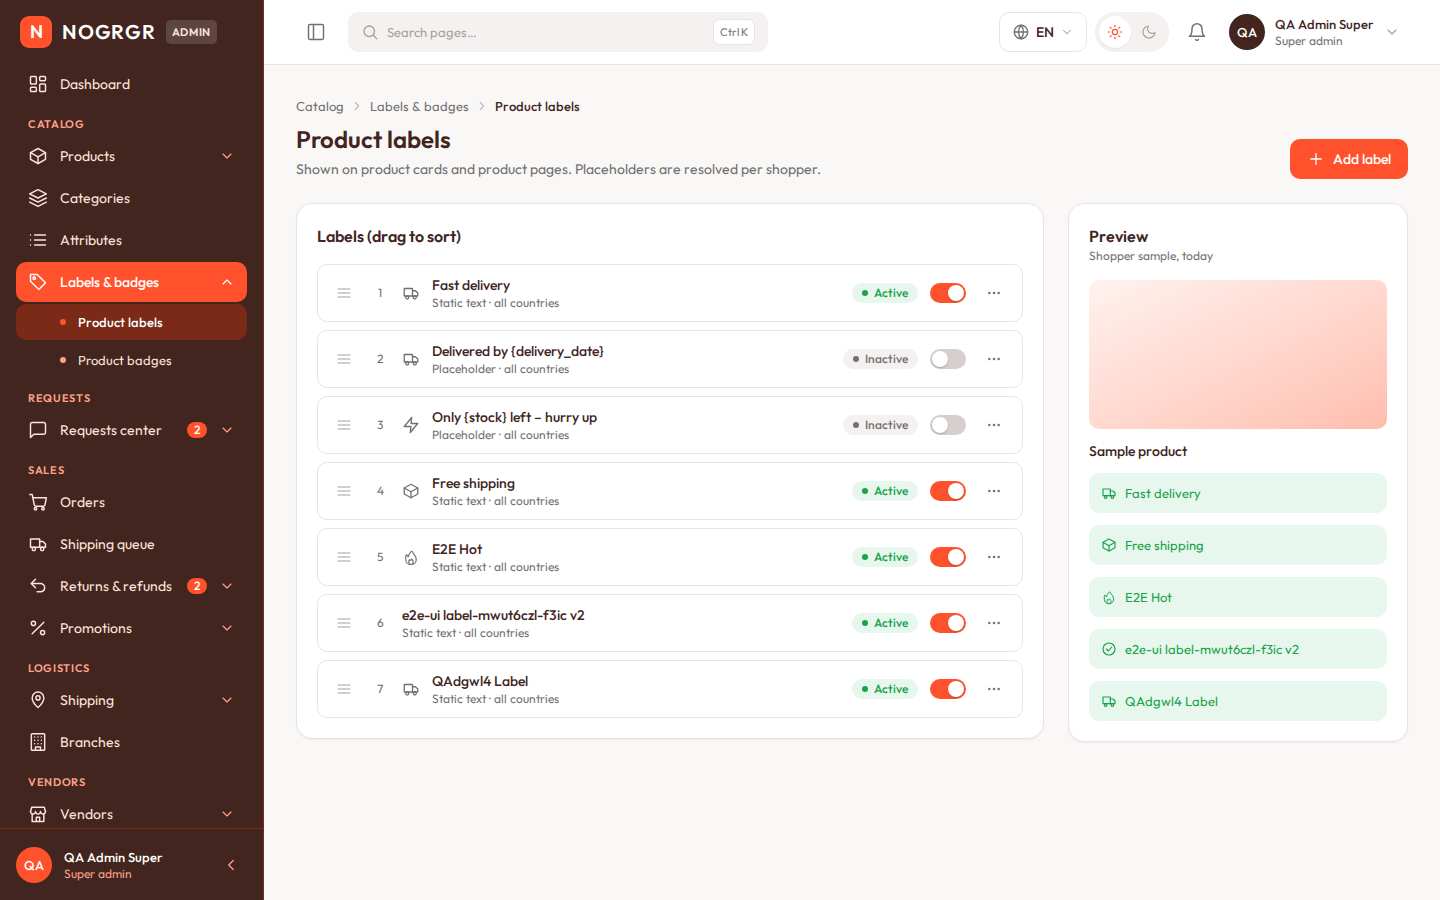 N NOGRGR ADMIN
Dashboard
CATALOG
Products
Categories
Attributes
Labels & badges
Product labels
Product badges
REQUESTS
Requests center 2
SALES
Orders
Shipping queue
Returns & refunds 2
Promotions
LOGISTICS
Shipping
Branches
VENDORS
Vendors
QA QA Admin Super
Super admin
Search pages... Ctrl K
EN
QA QA Admin Super
Super admin
Catalog > Labels & badges > Product labels
Product labels
Shown on product cards and product pages. Placeholders are resolved per shopper.
+ Add label
Labels (drag to sort)
1 Fast delivery Active
Static text · all countries
2 Delivered by {delivery_date} Inactive
Placeholder · all countries
3 Only {stock} left – hurry up Inactive
Placeholder · all countries
4 Free shipping Active
Static text · all countries
5 E2E Hot Active
Static text · all countries
6 e2e-ui label-mwut6czl-f3ic v2 Active
Static text · all countries
7 QAdgwl4 Label Active
Static text · all countries
Preview
Shopper sample, today
Sample product
Fast delivery
Free shipping
E2E Hot
e2e-ui label-mwut6czl-f3ic v2
QAdgwl4 Label